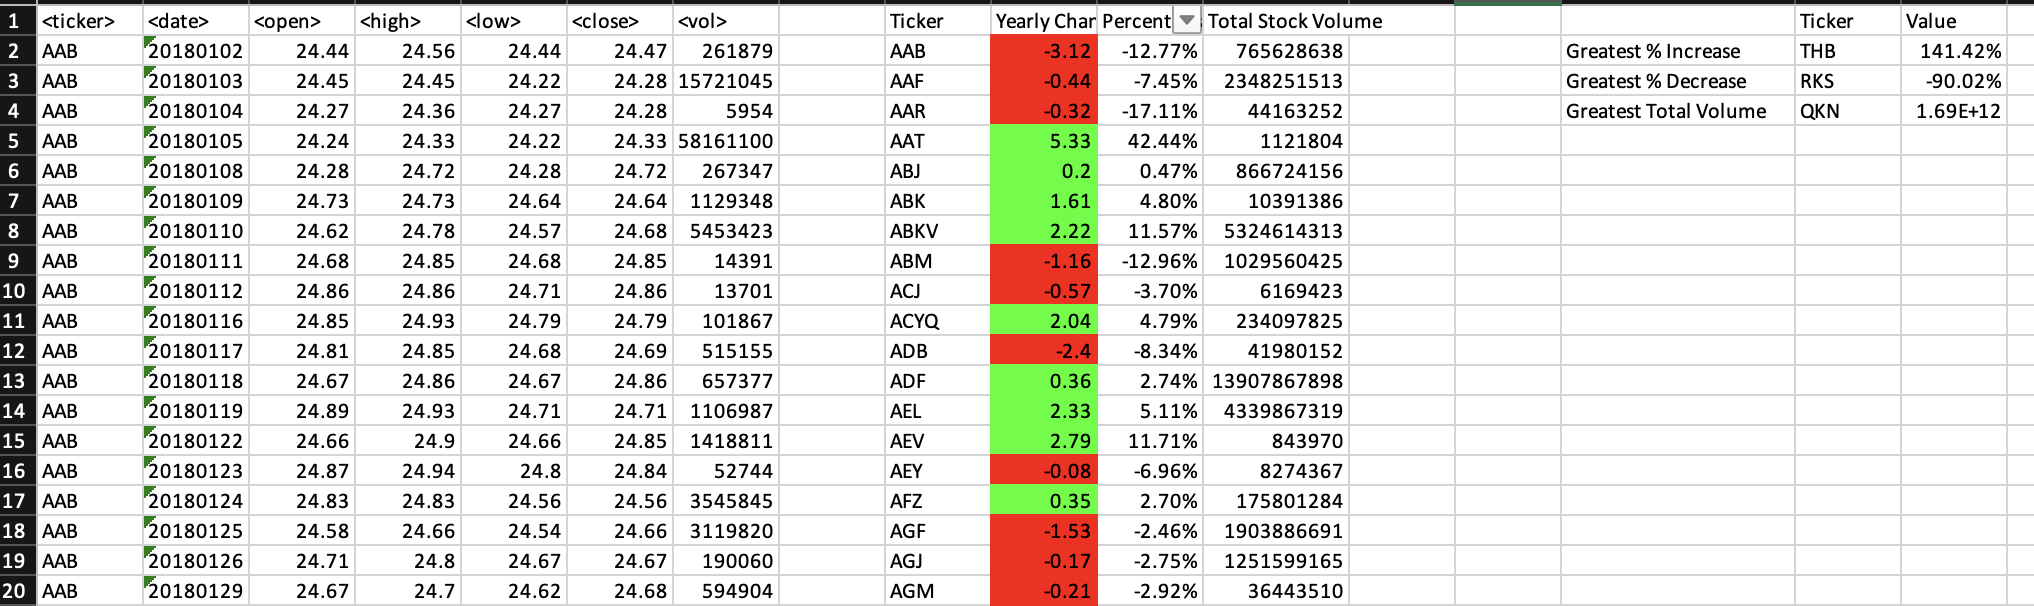 1 <ticker> <date> <open> <high> <low> <close> <vol> Ticker Yearly Char Percent Total Stock Volume Ticker Value
2 AAB 20180102 24.44 24.56 24.44 24.47 261879 AAB -3.12 -12.77% 765628638 Greatest % Increase THB 141.42%
3 AAB 20180103 24.45 24.45 24.22 24.28 15721045 AAF -0.44 -7.45% 2348251513 Greatest % Decrease RKS -90.02%
4 AAB 20180104 24.27 24.36 24.27 24.28 5954 AAR -0.32 -17.11% 44163252 Greatest Total Volume QKN 1.69E+12
5 AAB 20180105 24.24 24.33 24.22 24.33 58161100 AAT 5.33 42.44% 1121804
6 AAB 20180108 24.28 24.72 24.28 24.72 267347 ABJ 0.2 0.47% 866724156
7 AAB 20180109 24.73 24.73 24.64 24.64 1129348 ABK 1.61 4.80% 10391386
8 AAB 20180110 24.62 24.78 24.57 24.68 5453423 ABKV 2.22 11.57% 5324614313
9 AAB 20180111 24.68 24.85 24.68 24.85 14391 ABM -1.16 -12.96% 1029560425
10 AAB 20180112 24.86 24.86 24.71 24.86 13701 ACJ -0.57 -3.70% 6169423
11 AAB 20180116 24.85 24.93 24.79 24.79 101867 ACYQ 2.04 4.79% 234097825
12 AAB 20180117 24.81 24.85 24.68 24.69 515155 ADB -2.4 -8.34% 41980152
13 AAB 20180118 24.67 24.86 24.67 24.86 657377 ADF 0.36 2.74% 13907867898
14 AAB 20180119 24.89 24.93 24.71 24.71 1106987 AEL 2.33 5.11% 4339867319
15 AAB 20180122 24.66 24.9 24.66 24.85 1418811 AEV 2.79 11.71% 843970
16 AAB 20180123 24.87 24.94 24.8 24.84 52744 AEY -0.08 -6.96% 8274367
17 AAB 20180124 24.83 24.83 24.56 24.56 3545845 AFZ 0.35 2.70% 175801284
18 AAB 20180125 24.58 24.66 24.54 24.66 3119820 AGF -1.53 -2.46% 1903886691
19 AAB 20180126 24.71 24.8 24.67 24.67 190060 AGJ -0.17 -2.75% 1251599165
20 AAB 20180129 24.67 24.7 24.62 24.68 594904 AGM -0.21 -2.92% 36443510